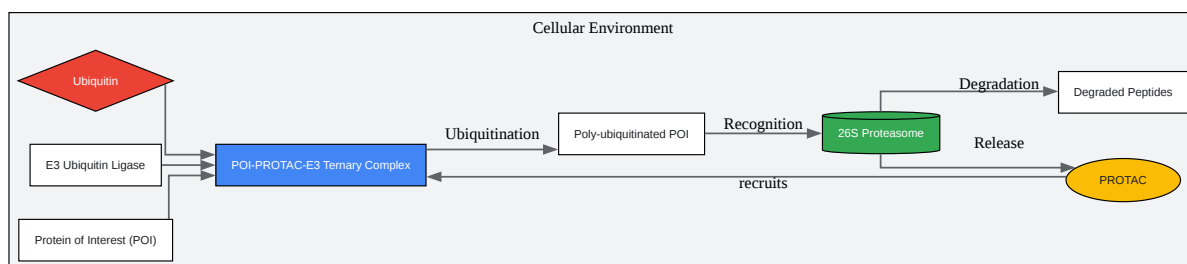 Cellular Environment
Ubiquitin
E3 Ubiquitin Ligase
Protein of Interest (POI)
POI-PROTAC-E3 Ternary Complex
Ubiquitination
Poly-ubiquitinated POI
Recognition
26S Proteasome
Degradation
Degraded Peptides
Release
PROTAC
recruits